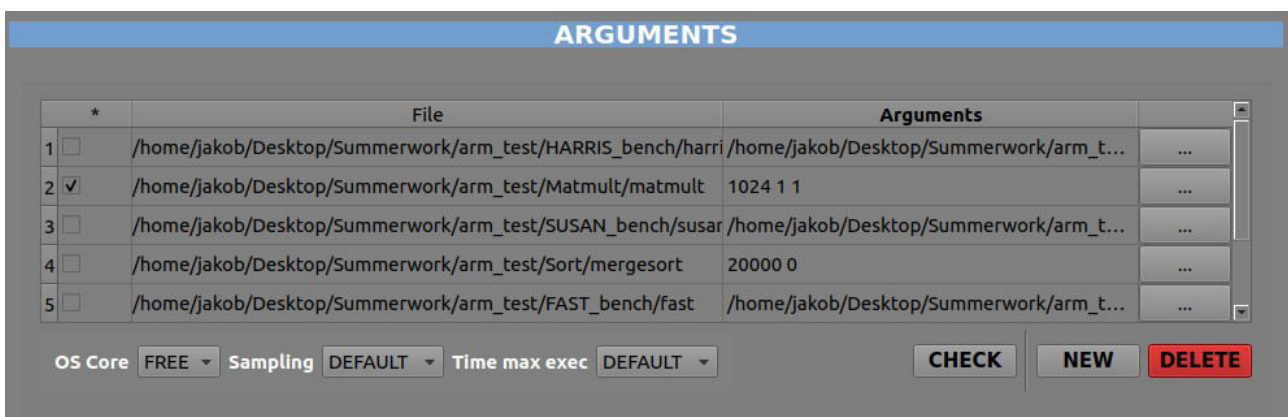 ARGUMENTS
* File Arguments
1 /home/jakob/Desktop/Summerwork/arm_test/HARRIS_bench/harri /home/jakob/Desktop/Summerwork/arm_t... ...
2 /home/jakob/Desktop/Summerwork/arm_test/Matmult/matmult 1024 1 1 ...
3 /home/jakob/Desktop/Summerwork/arm_test/SUSAN_bench/susan /home/jakob/Desktop/Summerwork/arm_t... ...
4 /home/jakob/Desktop/Summerwork/arm_test/Sort/mergesort 20000 0 ...
5 /home/jakob/Desktop/Summerwork/arm_test/FAST_bench/fast /home/jakob/Desktop/Summerwork/arm_t... ...
OS Core FREE Sampling DEFAULT Time max exec DEFAULT CHECK NEW DELETE